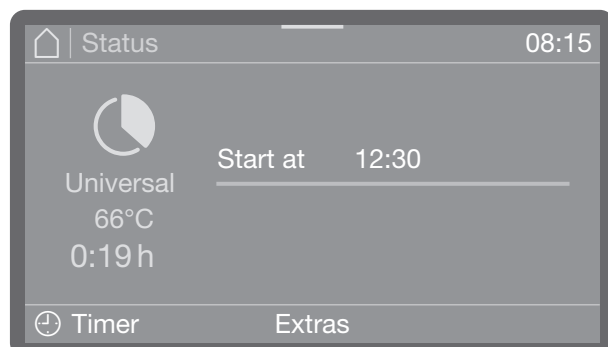 Status 08:15
Start at 12:30
Universal
66°C
0:19 h
Timer Extras